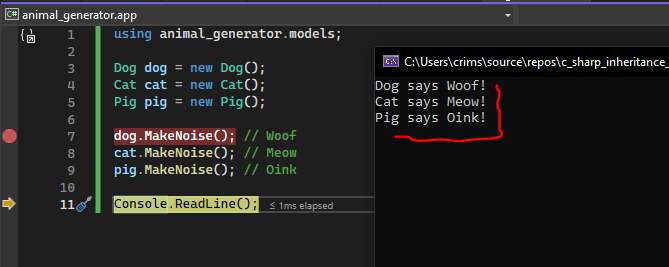 animal_generator.app
1 using animal_generator.models;
2
3 Dog dog = new Dog();
4 Cat cat = new Cat();
5 Pig pig = new Pig();
6
7 dog.MakeNoise(); // Woof
8 cat.MakeNoise(); // Meow
9 pig.MakeNoise(); // Oink
10
11 Console.ReadLine(); ≤ 1ms elapsed
C:\Users\crims\source\repos\c_sharp_inheritance_
Dog says Woof!
Cat says Meow!
Pig says Oink!